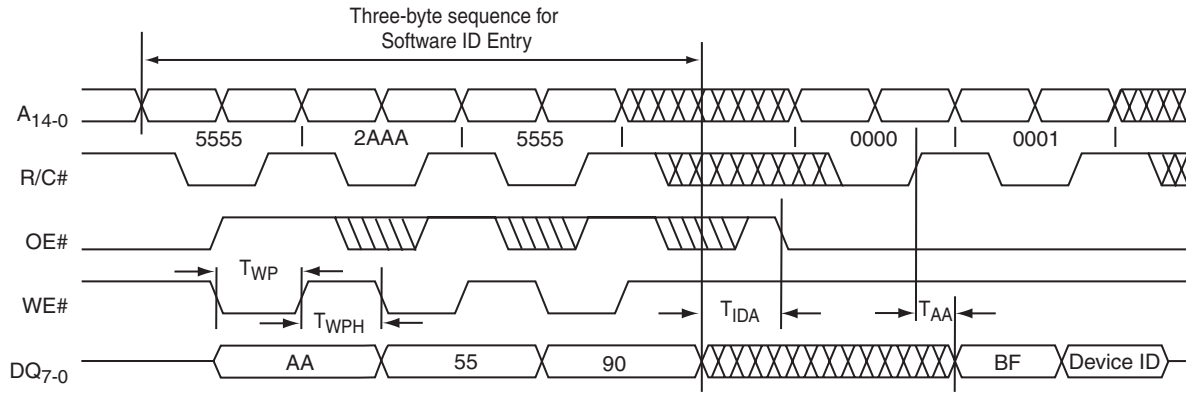 Three-byte sequence for
Software ID Entry
A14-0
5555 2AAA 5555 0000 0001
R/C#
OE#
TWP
WE#
TWPH TIDA TAA
DQ7-0 AA 55 90 BF Device ID